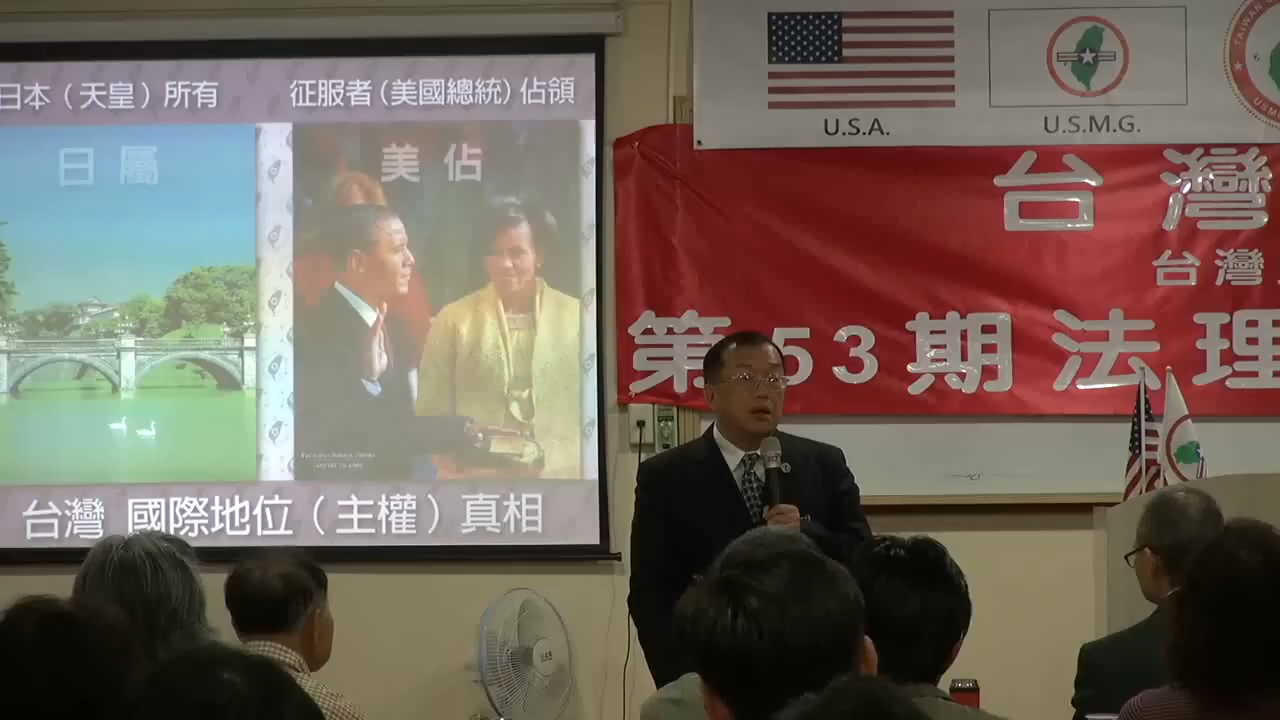 日本（天皇）所有
征服者（美國總統）佔領
日屬
美佔
台灣 國際地位（主權）真相
U.S.A.
U.S.M.G.
TAIWAN
台灣
台灣
第53期法理